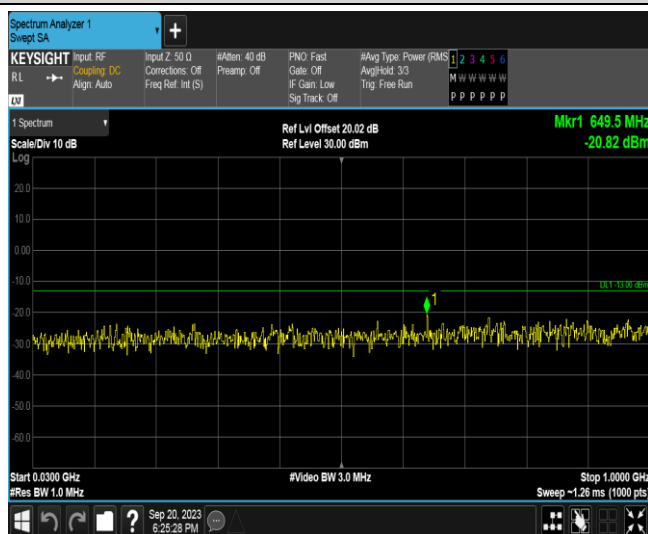 Spectrum Analyzer 1
Swept SA
+
KEYSIGHT
RL
LXI
Input: RF
Coupling: DC
Align: Auto
Input Z: 50 Ω
Corrections: Off
Freq Ref: Int (S)
#Atten: 40 dB
Preamp: Off
PNO: Fast
Gate: Off
IF Gain: Low
Sig Track: Off
#Avg Type: Power (RMS
Avg|Hold: 3/3
Trig: Free Run
1 2 3 4 5 6
M W W W W W
P P P P P P
1 Spectrum
Scale/Div 10 dB
Ref Lvl Offset 20.02 dB
Ref Level 30.00 dBm
Mkr1 649.5 MHz
-20.82 dBm
Log
20.0
10.0
0.00
-10.0
DL1 -13.00 dBm
1
-20.0
-30.0
-40.0
-50.0
-60.0
Start 0.0300 GHz
#Video BW 3.0 MHz
Stop 1.0000 GHz
#Res BW 1.0 MHz
Sweep ~1.26 ms (1000 pts)
?
Sep 20, 2023
6:25:28 PM